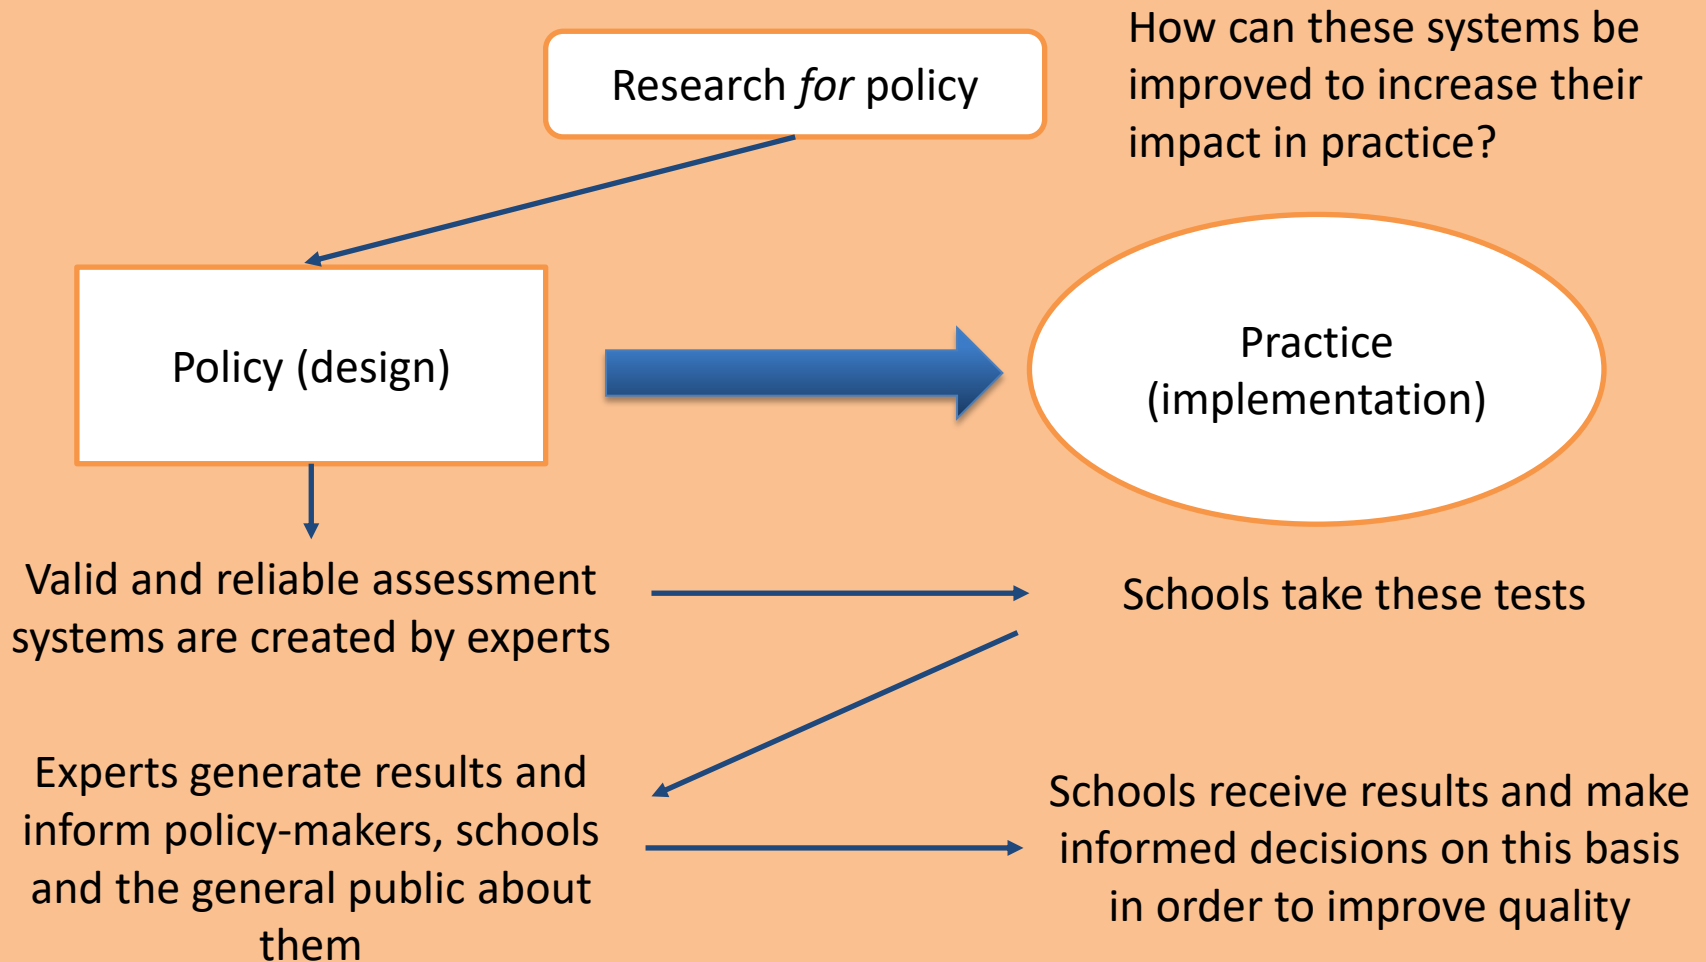 How can these systems be
improved to increase their
impact in practice?
Research for policy
Policy (design)
Practice
(implementation)
Valid and reliable assessment
systems are created by experts
Schools take these tests
Experts generate results and
inform policy-makers, schools
and the general public about
them
Schools receive results and make
informed decisions on this basis
in order to improve quality